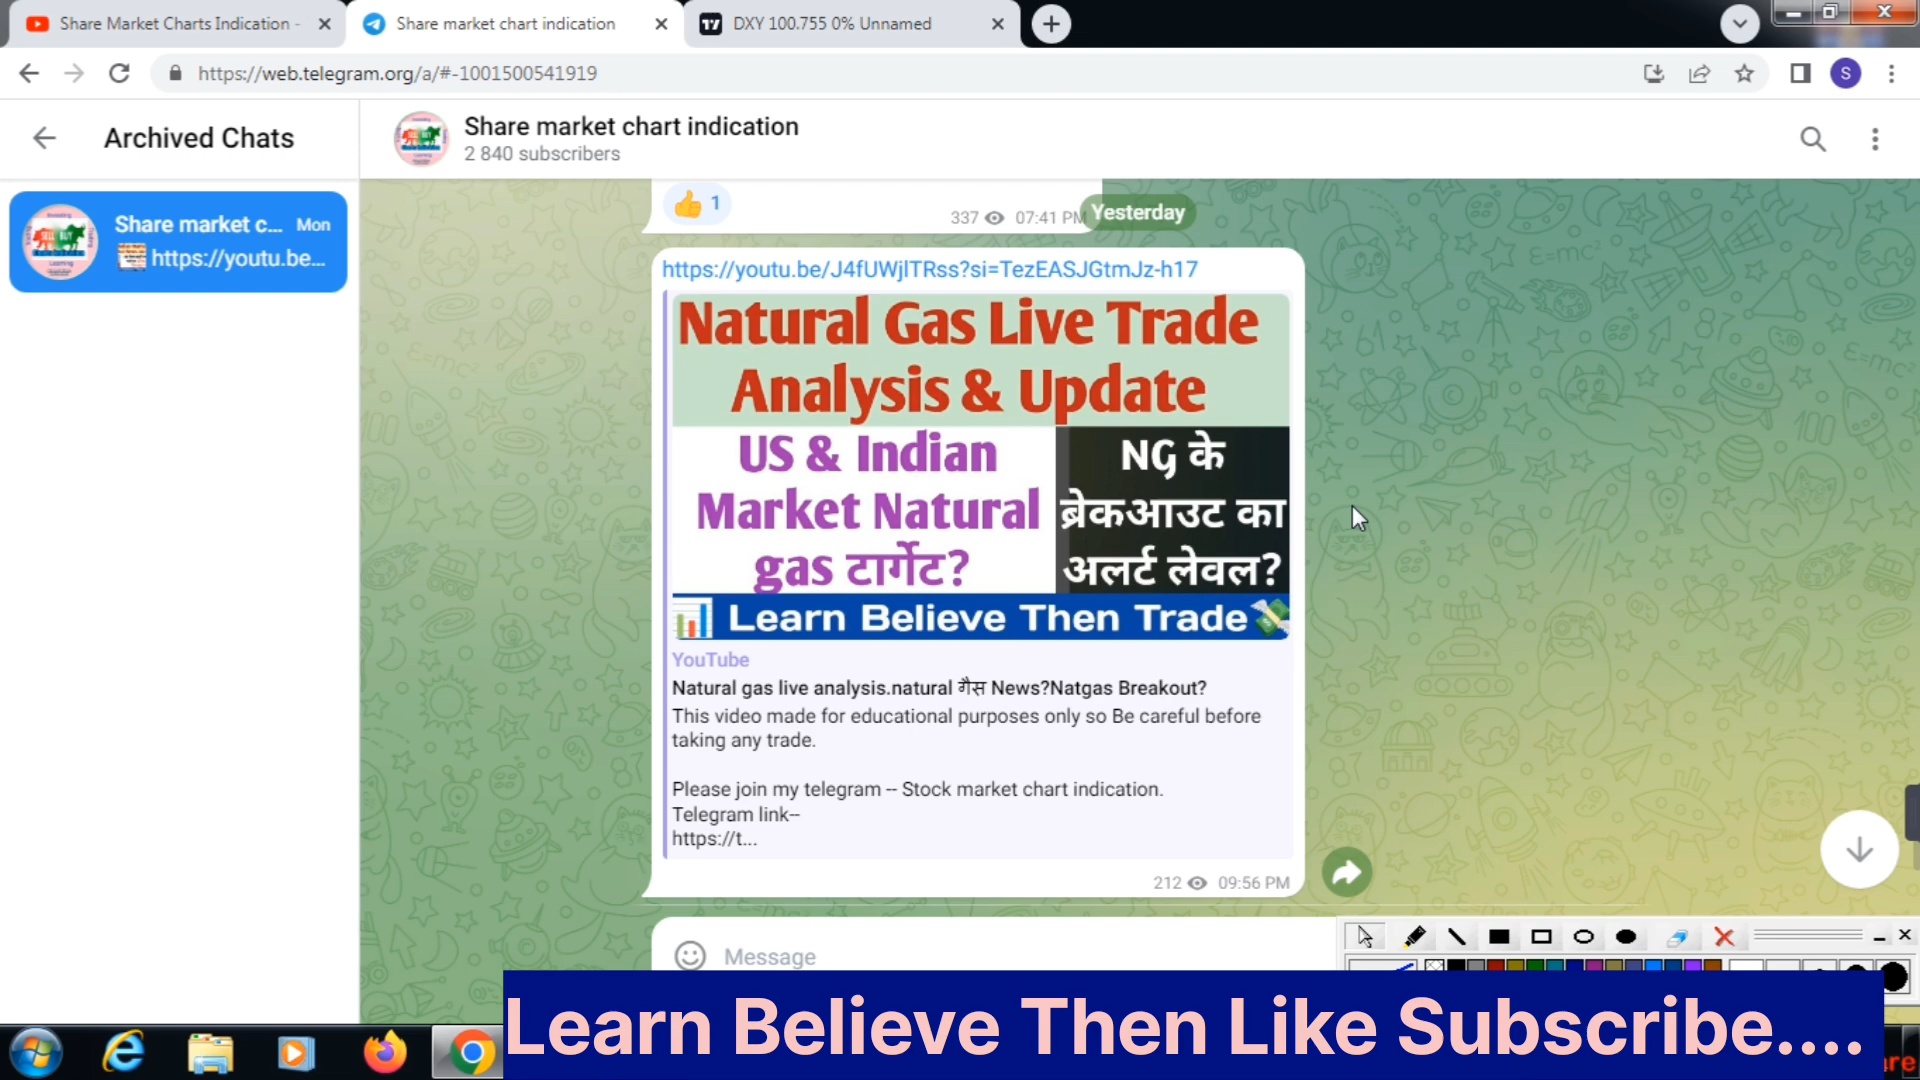 Share Market Charts Indication -
Share market chart indication
DXY 100.755 0% Unnamed
https://web.telegram.org/a/#-1001500541919
S
Archived Chats
Share market chart indication
2 840 subscribers
Share market c... Mon
https://youtu.be...
👍 1
337 07:41 PM
Yesterday
https://youtu.be/J4fUWjlTRss?si=TezEASJGtmJz-h17
Natural Gas Live Trade
Analysis & Update
US & Indian
Market Natural
gas टार्गेट?
NG के
ब्रेकआउट का
अलर्ट लेवल?
📊 Learn Believe Then Trade💸
YouTube
Natural gas live analysis.natural गैस News?Natgas Breakout?
This video made for educational purposes only so Be careful before
taking any trade.
Please join my telegram -- Stock market chart indication.
Telegram link--
https://t...
212 09:56 PM
Message
Learn Believe Then Like Subscribe....